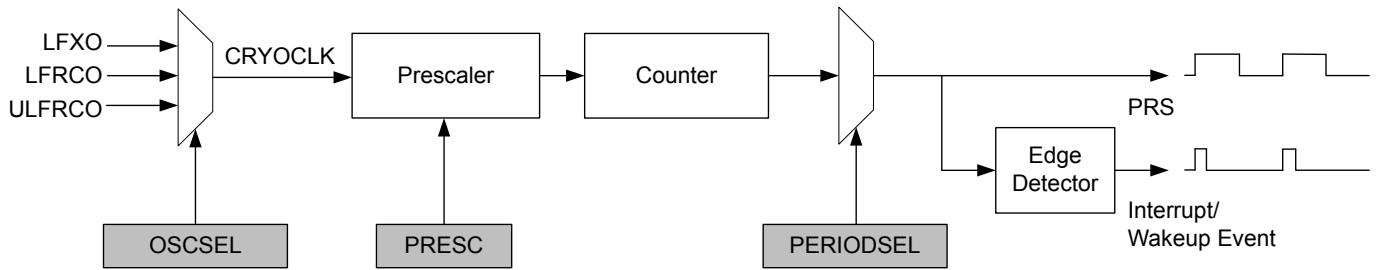 LFXO
LFRCO
ULFRCO
CRYOCLK
Prescaler
Counter
PRS
Edge
Detector
Interrupt/
Wakeup Event
OSCSEL
PRESC
PERIODSEL